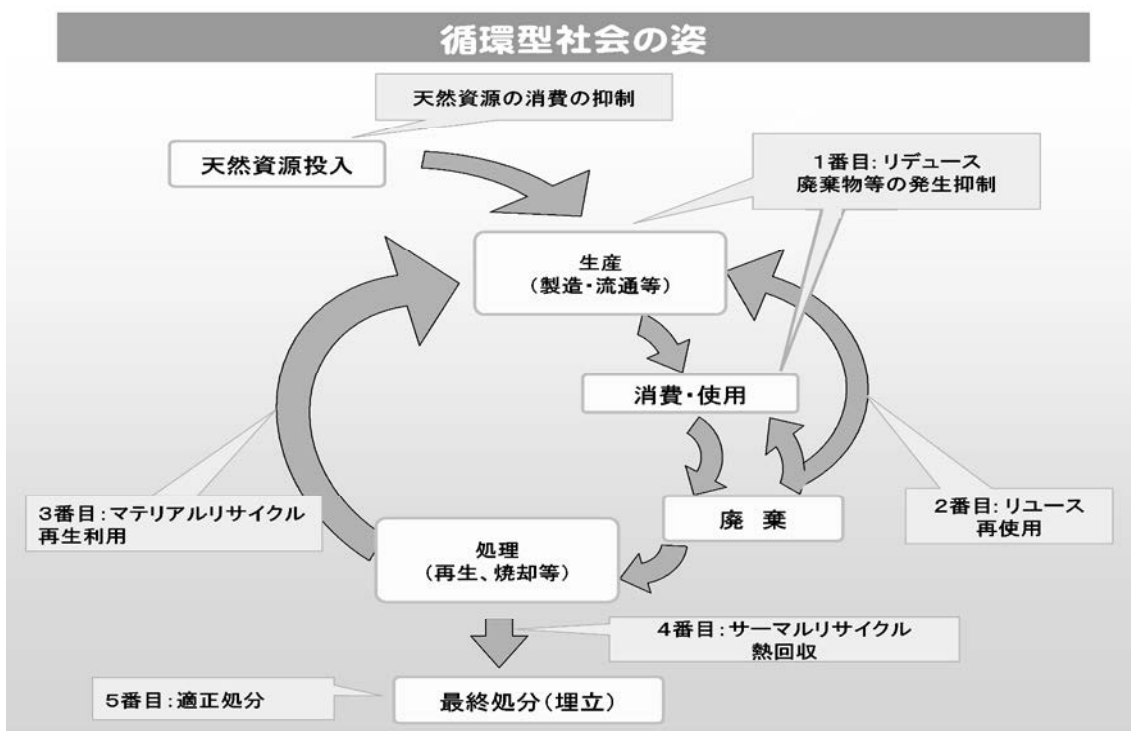 循環型社会の姿
天然資源の消費の抑制
天然資源投入
1番目：リデュース
廃棄物等の発生抑制
生産
（製造・流通等）
消費・使用
3番目：マテリアルリサイクル
再生利用
廃 棄
2番目：リユース
再使用
処理
（再生、焼却等）
4番目：サーマルリサイクル
熱回収
5番目：適正処分
最終処分（埋立）